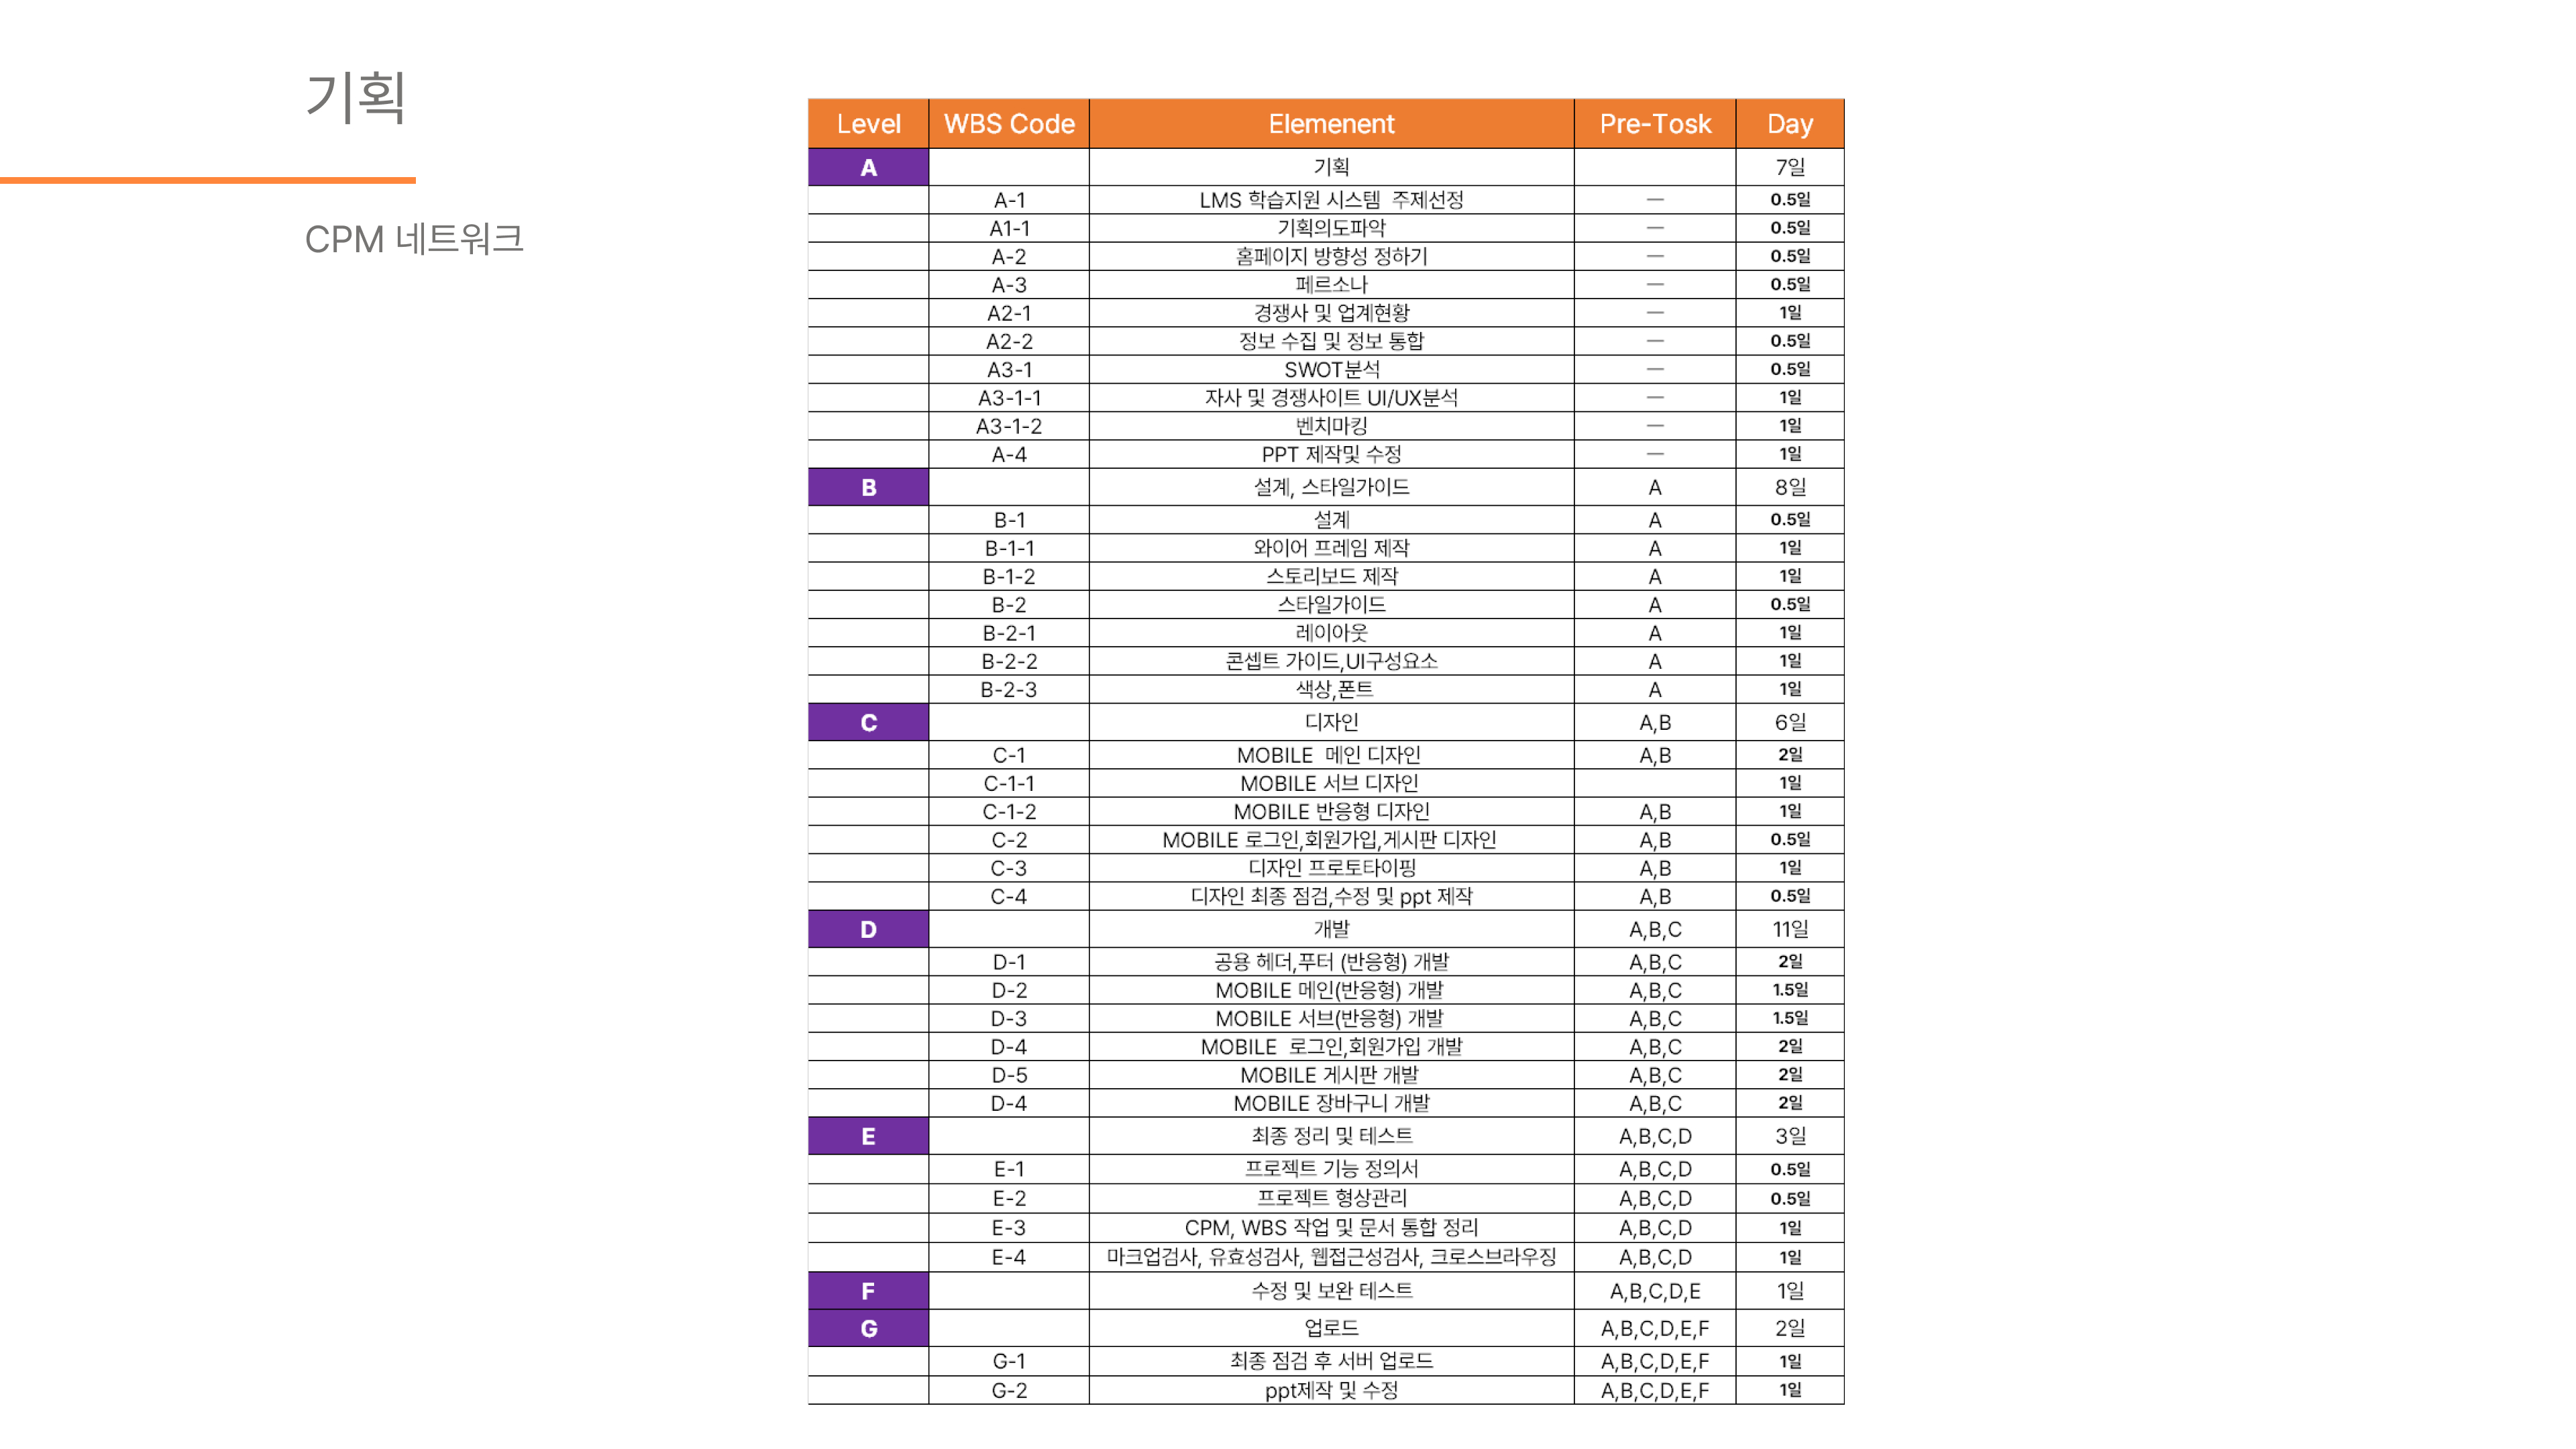 기획
CPM 네트워크
Level WBS Code Elemenent Pre-Tosk Day
A 기획 7일
A-1 LMS 학습지원 시스템 주제선정 — 0.5일
A1-1 기획의도파악 — 0.5일
A-2 홈페이지 방향성 정하기 — 0.5일
A-3 페르소나 — 0.5일
A2-1 경쟁사 및 업계현황 — 1일
A2-2 정보 수집 및 정보 통합 — 0.5일
A3-1 SWOT분석 — 0.5일
A3-1-1 자사 및 경쟁사이트 UI/UX분석 — 1일
A3-1-2 벤치마킹 — 1일
A-4 PPT 제작및 수정 — 1일
B 설계, 스타일가이드 A 8일
B-1 설계 A 0.5일
B-1-1 와이어 프레임 제작 A 1일
B-1-2 스토리보드 제작 A 1일
B-2 스타일가이드 A 0.5일
B-2-1 레이아웃 A 1일
B-2-2 콘셉트 가이드,UI구성요소 A 1일
B-2-3 색상,폰트 A 1일
C 디자인 A,B 6일
C-1 MOBILE 메인 디자인 A,B 2일
C-1-1 MOBILE 서브 디자인 1일
C-1-2 MOBILE 반응형 디자인 A,B 1일
C-2 MOBILE 로그인,회원가입,게시판 디자인 A,B 0.5일
C-3 디자인 프로토타이핑 A,B 1일
C-4 디자인 최종 점검,수정 및 ppt 제작 A,B 0.5일
D 개발 A,B,C 11일
D-1 공용 헤더,푸터 (반응형) 개발 A,B,C 2일
D-2 MOBILE 메인(반응형) 개발 A,B,C 1.5일
D-3 MOBILE 서브(반응형) 개발 A,B,C 1.5일
D-4 MOBILE 로그인,회원가입 개발 A,B,C 2일
D-5 MOBILE 게시판 개발 A,B,C 2일
D-4 MOBILE 장바구니 개발 A,B,C 2일
E 최종 정리 및 테스트 A,B,C,D 3일
E-1 프로젝트 기능 정의서 A,B,C,D 0.5일
E-2 프로젝트 형상관리 A,B,C,D 0.5일
E-3 CPM, WBS 작업 및 문서 통합 정리 A,B,C,D 1일
E-4 마크업검사, 유효성검사, 웹접근성검사, 크로스브라우징 A,B,C,D 1일
F 수정 및 보완 테스트 A,B,C,D,E 1일
G 업로드 A,B,C,D,E,F 2일
G-1 최종 점검 후 서버 업로드 A,B,C,D,E,F 1일
G-2 ppt제작 및 수정 A,B,C,D,E,F 1일